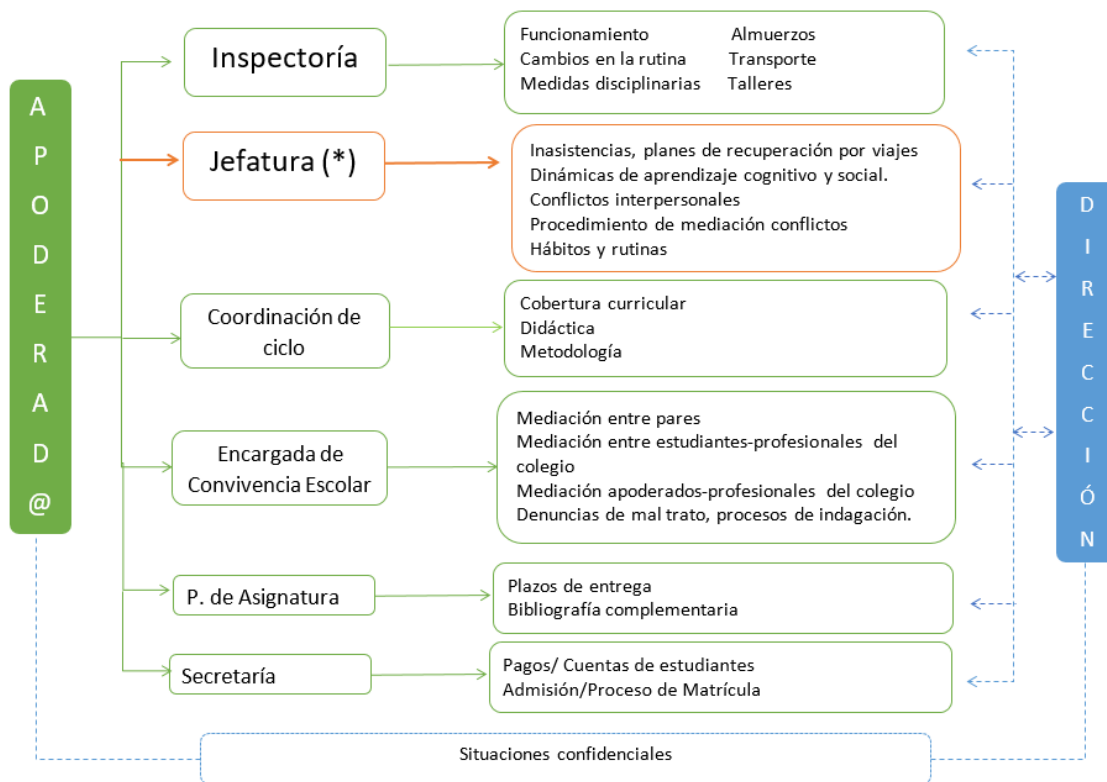 APODERAD@
Inspectoría
Funcionamiento Almuerzos
Cambios en la rutina Transporte
Medidas disciplinarias Talleres
Jefatura (*)
Inasistencias, planes de recuperación por viajes
Dinámicas de aprendizaje cognitivo y social.
Conflictos interpersonales
Procedimiento de mediación conflictos
Hábitos y rutinas
Coordinación de
ciclo
Cobertura curricular
Didáctica
Metodología
Encargada de
Convivencia Escolar
Mediación entre pares
Mediación entre estudiantes-profesionales del
colegio
Mediación apoderados-profesionales del colegio
Denuncias de mal trato, procesos de indagación.
P. de Asignatura
Plazos de entrega
Bibliografía complementaria
Secretaría
Pagos/ Cuentas de estudiantes
Admisión/Proceso de Matrícula
DIRECCIÓN
Situaciones confidenciales